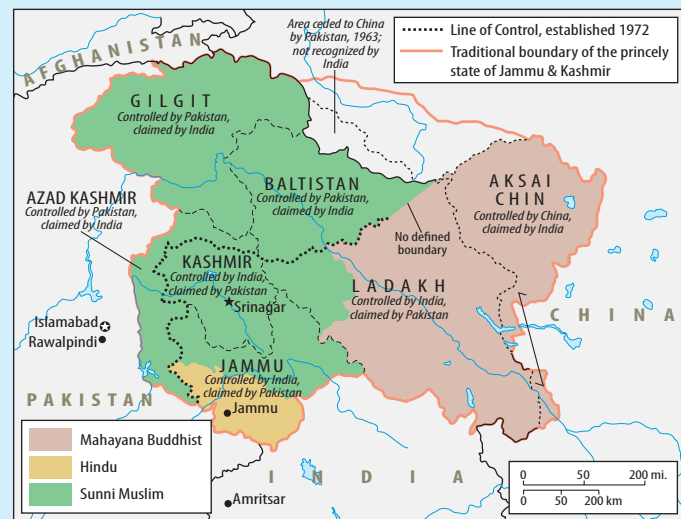 AFGHANISTAN
Area ceded to China
by Pakistan, 1963;
not recognized by
India
Line of Control, established 1972
Traditional boundary of the princely
state of Jammu & Kashmir
GILGIT
Controlled by Pakistan,
claimed by India
BALTISTAN
Controlled by Pakistan,
claimed by India
AKSAI
CHIN
Controlled by China,
claimed by India
AZAD KASHMIR
Controlled by Pakistan,
claimed by India
No defined
boundary
KASHMIR
Controlled by India,
claimed by Pakistan
Srinagar
LADAKH
Controlled by India,
claimed by Pakistan
CHINA
Islamabad
Rawalpindi
JAMMU
Controlled by India,
claimed by Pakistan
Jammu
PAKISTAN
INDIA
Amritsar
Mahayana Buddhist
Hindu
Sunni Muslim
0 50 100 200 mi.
0 50 100 200 km